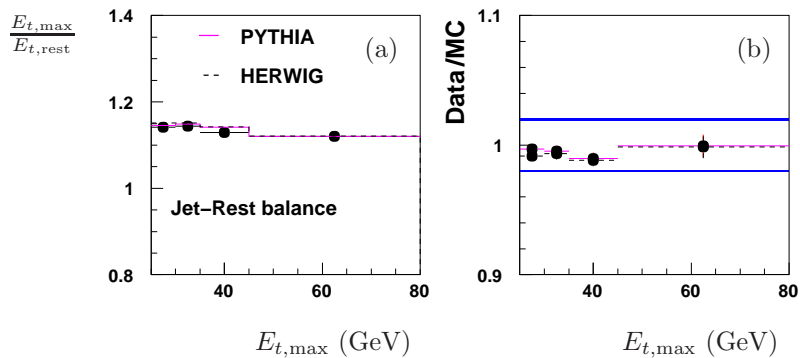 E_{t,max}
E_{t,rest}
1.4
1.2
1
0.8
PYTHIA
HERWIG
(a)
Jet–Rest balance
40
60
80
E_{t,max} (GeV)
Data/MC
1.1
1
0.9
(b)
40
60
80
E_{t,max} (GeV)